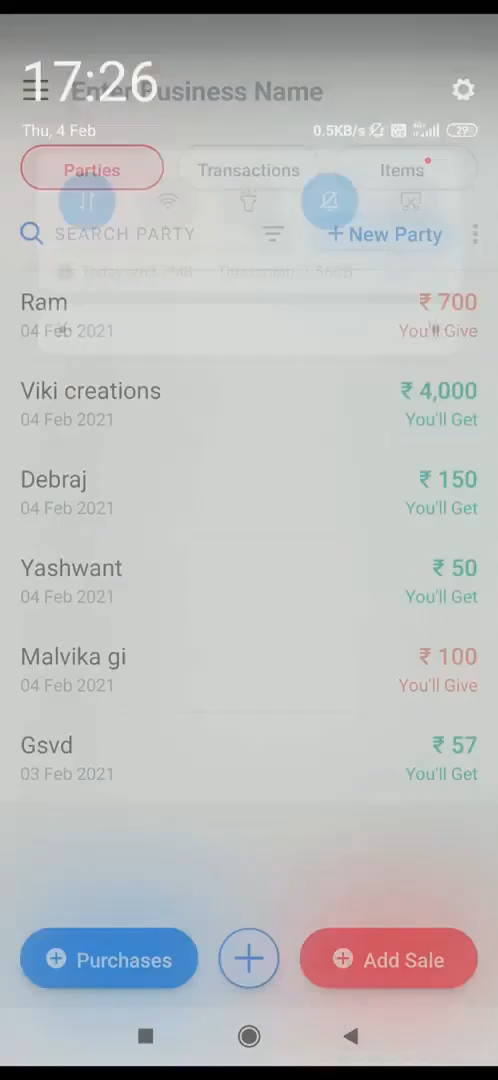 17:26
Enter Business Name
Thu, 4 Feb
0.5KB/s
29
Parties
Transactions
Items
SEARCH PARTY
+ New Party
Ram
₹ 700
04 Feb 2021
You'll Give
Viki creations
₹ 4,000
04 Feb 2021
You'll Get
Debraj
₹ 150
04 Feb 2021
You'll Get
Yashwant
₹ 50
04 Feb 2021
You'll Get
Malvika gi
₹ 100
04 Feb 2021
You'll Give
Gsvd
₹ 57
03 Feb 2021
You'll Get
Purchases
Add Sale